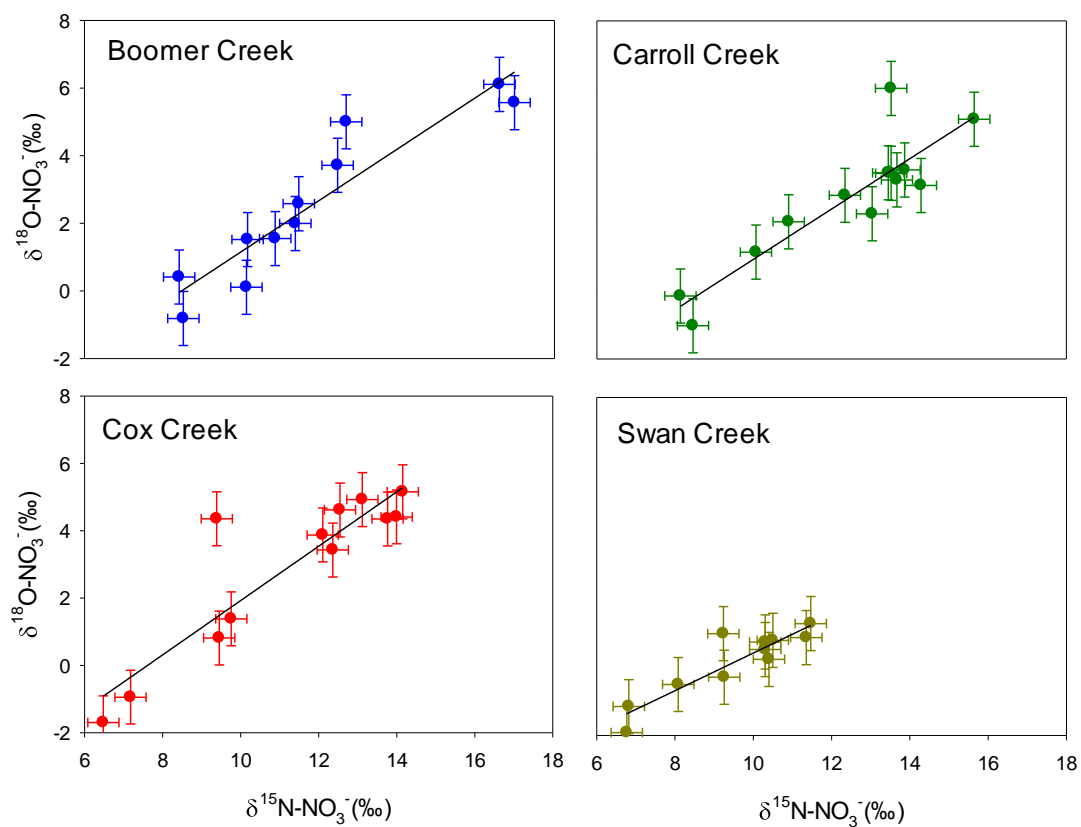 Boomer Creek
Carroll Creek
8
6
4
2
0
-2
δ¹⁸O-NO₃⁻(‰)
Cox Creek
Swan Creek
8
6
4
2
0
-2
δ¹⁸O-NO₃⁻(‰)
6 8 10 12 14 16 18
6 8 10 12 14 16 18
δ¹⁵N-NO₃⁻(‰)
δ¹⁵N-NO₃⁻(‰)